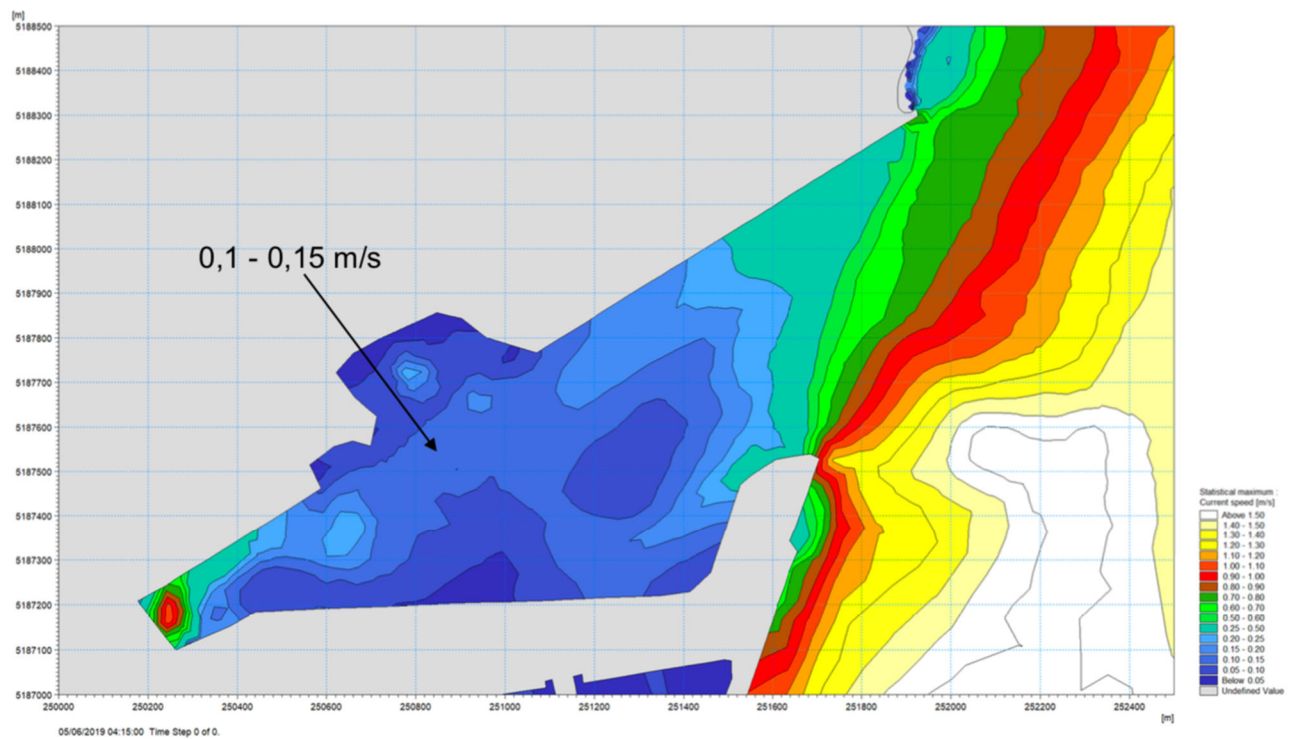 [m]
5188500
5188400
5188300
5188200
5188100
5188000
0,1 - 0,15 m/s
5187900
5187800
5187700
5187600
5187500
5187400
5187300
5187200
5187100
5187000
250000 250200 250400 250600 250800 251000 251200 251400 251600 251800 252000 252200 252400
[m]
05/06/2019 04:15:00 Time Step 0 of 0.
Statistical maximum :
Current speed [m/s]
Above 1.50
1.40 - 1.50
1.30 - 1.40
1.20 - 1.30
1.10 - 1.20
1.00 - 1.10
0.90 - 1.00
0.80 - 0.90
0.70 - 0.80
0.60 - 0.70
0.50 - 0.60
0.25 - 0.50
0.20 - 0.25
0.15 - 0.20
0.10 - 0.15
0.05 - 0.10
Below 0.05
Undefined Value